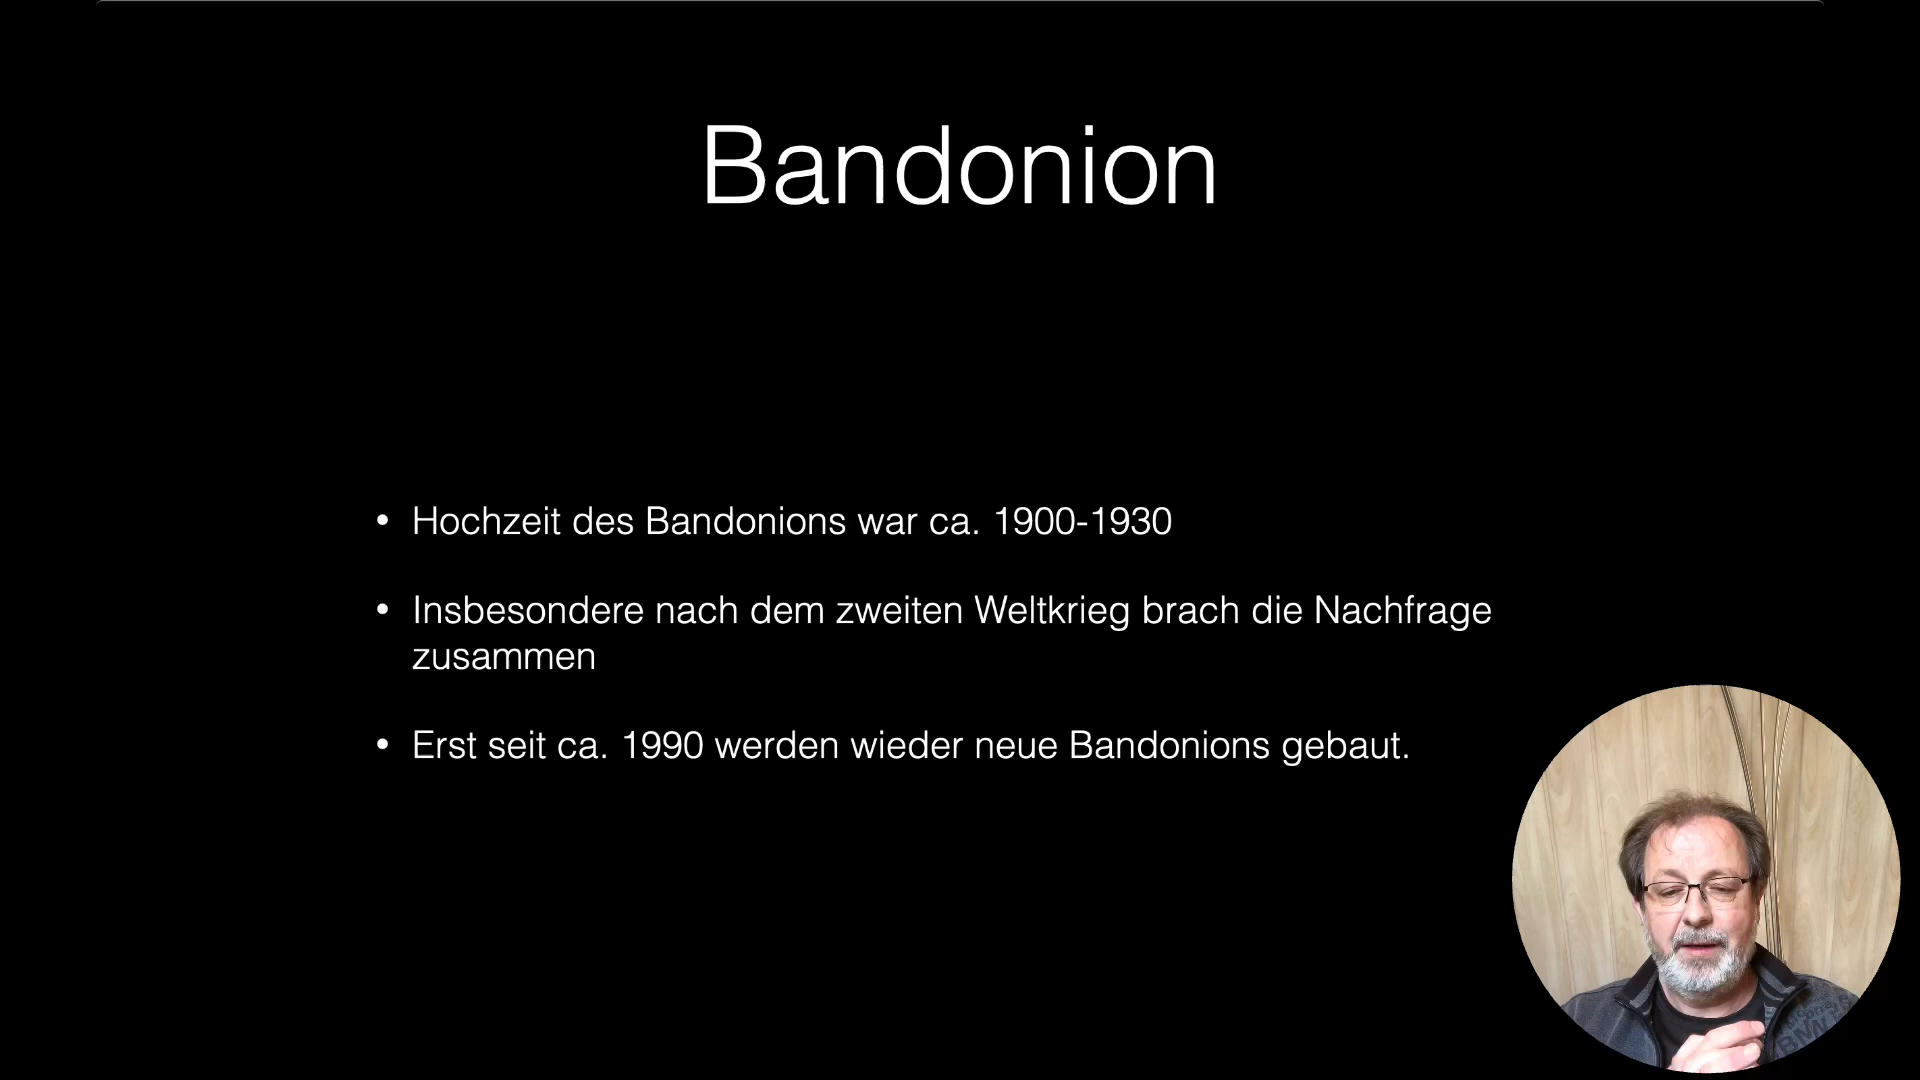 Bandonion
• Hochzeit des Bandonions war ca. 1900-1930
• Insbesondere nach dem zweiten Weltkrieg brach die Nachfrage
zusammen
• Erst seit ca. 1990 werden wieder neue Bandonions gebaut.
BMW